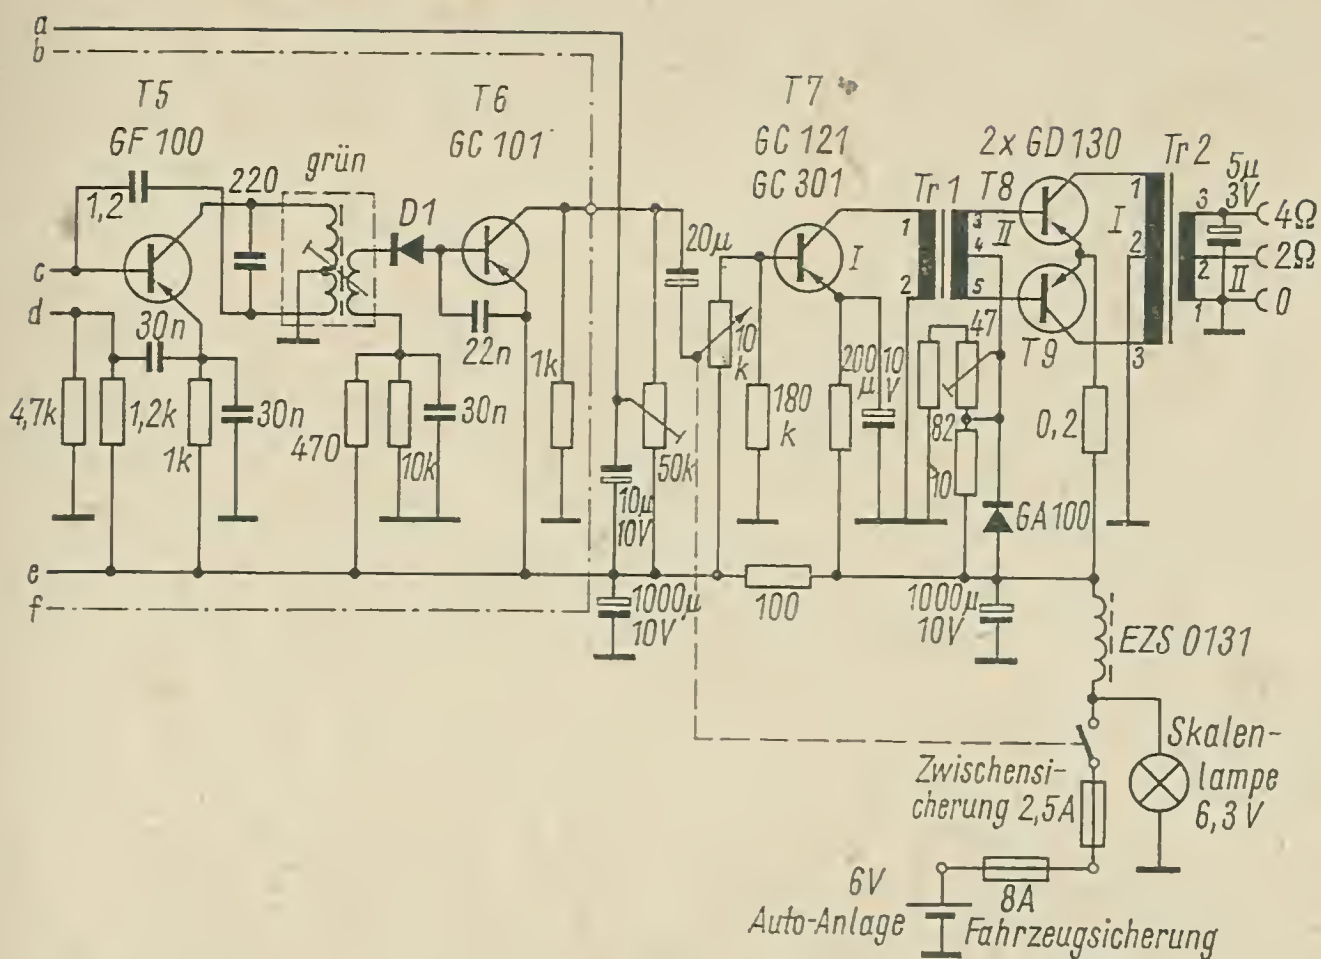 a
b
T5
GF 100
grün
T6
GC 101
T7
GC 121
GC 301
2x GD 130
Tr 2
Tr 1
T8
1,2
220
D1
20µ
I
1
2
3
4
5
II
I
1
2
3
3
2
1
II
5µ
3V
4Ω
2Ω
0
c
d
30n
22n
10
k
T9
47
4,7k
1,2k
1k
30n
470
10k
30n
1k
50k
180
k
200
µ
10
V
82
10
0,2
10µ
10V
GA 100
e
f
1000µ
10V
100
1000µ
10V
EZS 0131
Zwischensi-
cherung 2,5A
Skalen-
lampe
6,3 V
6V
Auto-Anlage
8A
Fahrzeugsicherung